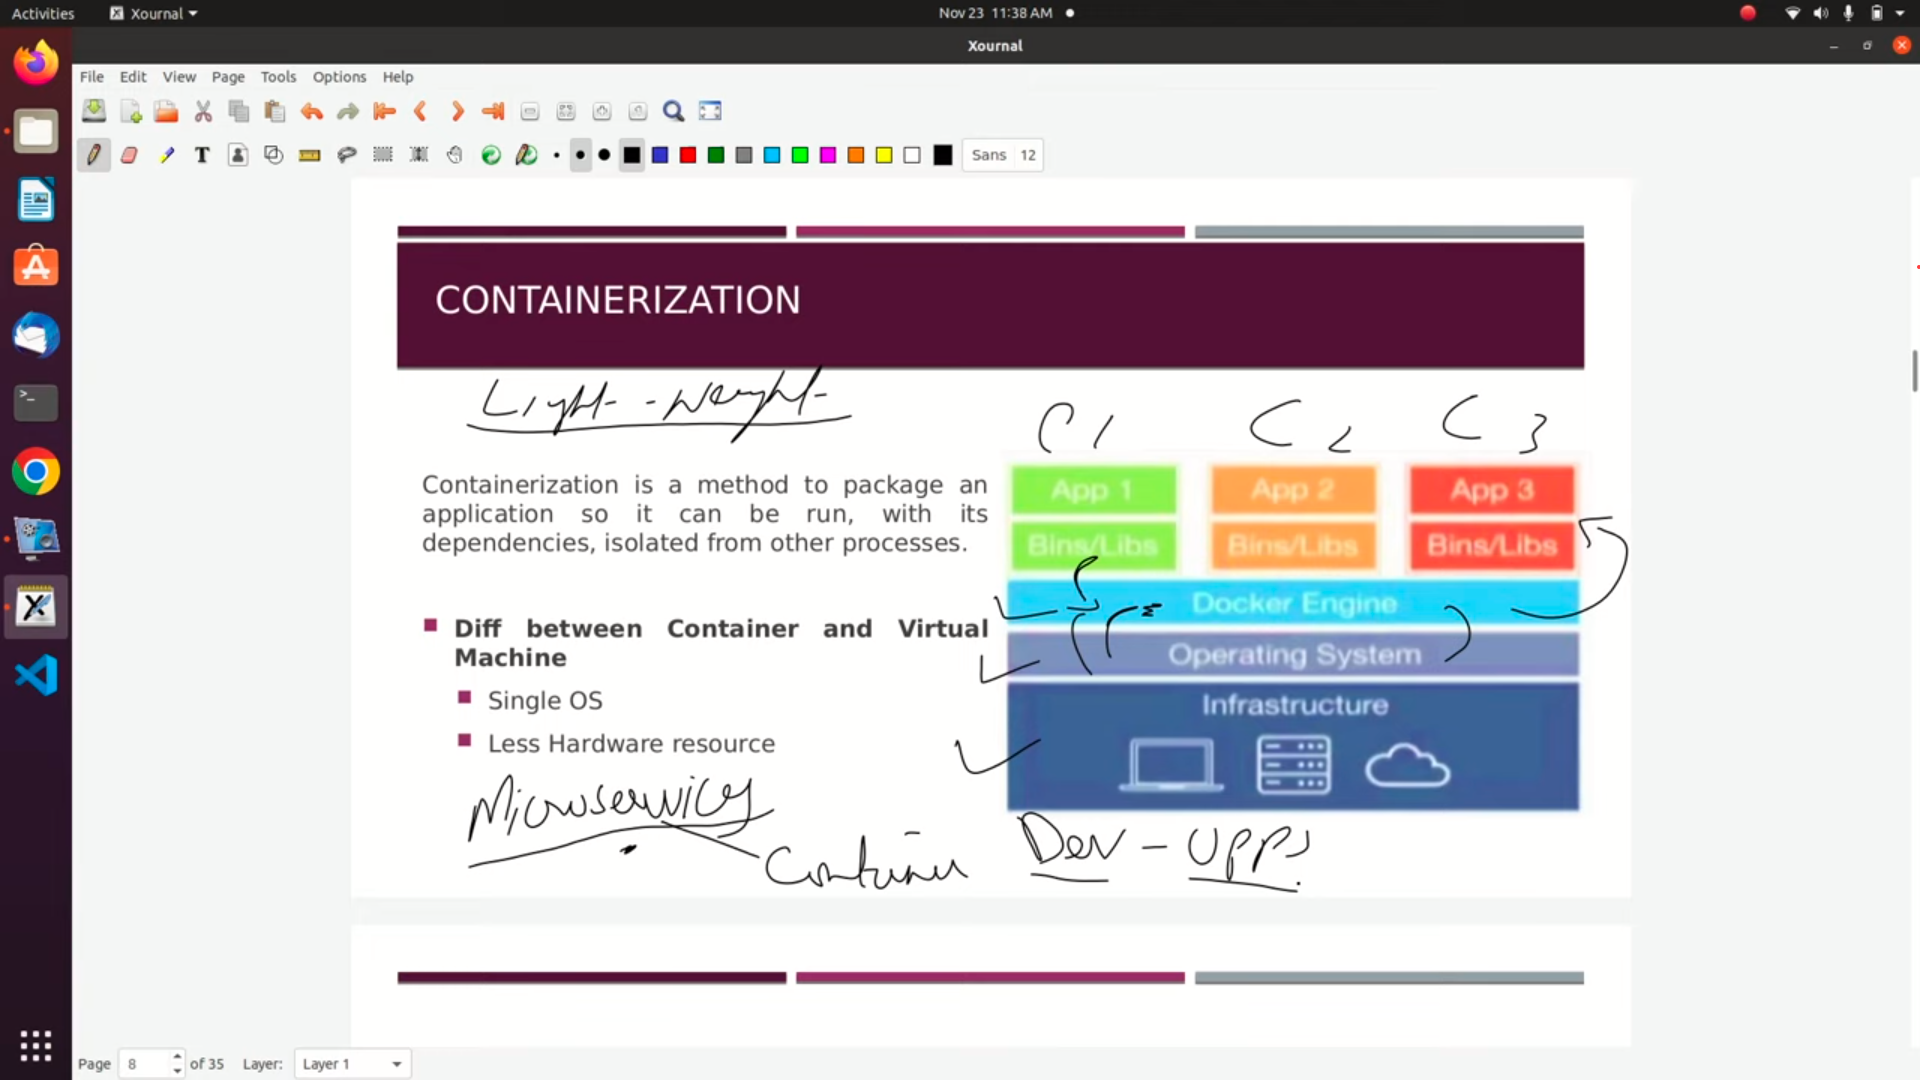 Activities
Xournal
Nov 23 11:38 AM
Xournal
File Edit View Page Tools Options Help
T
Sans 12
CONTAINERIZATION
Light-Weight
C1 C2 C3
Containerization is a method to package an
application so it can be run, with its
dependencies, isolated from other processes.
Diff between Container and Virtual
Machine
Single OS
Less Hardware resource
App 1 App 2 App 3
Bins/Libs Bins/Libs Bins/Libs
Docker Engine
Operating System
Infrastructure
Microservices
Container
Dev - Opps
Page 8 of 35 Layer: Layer 1